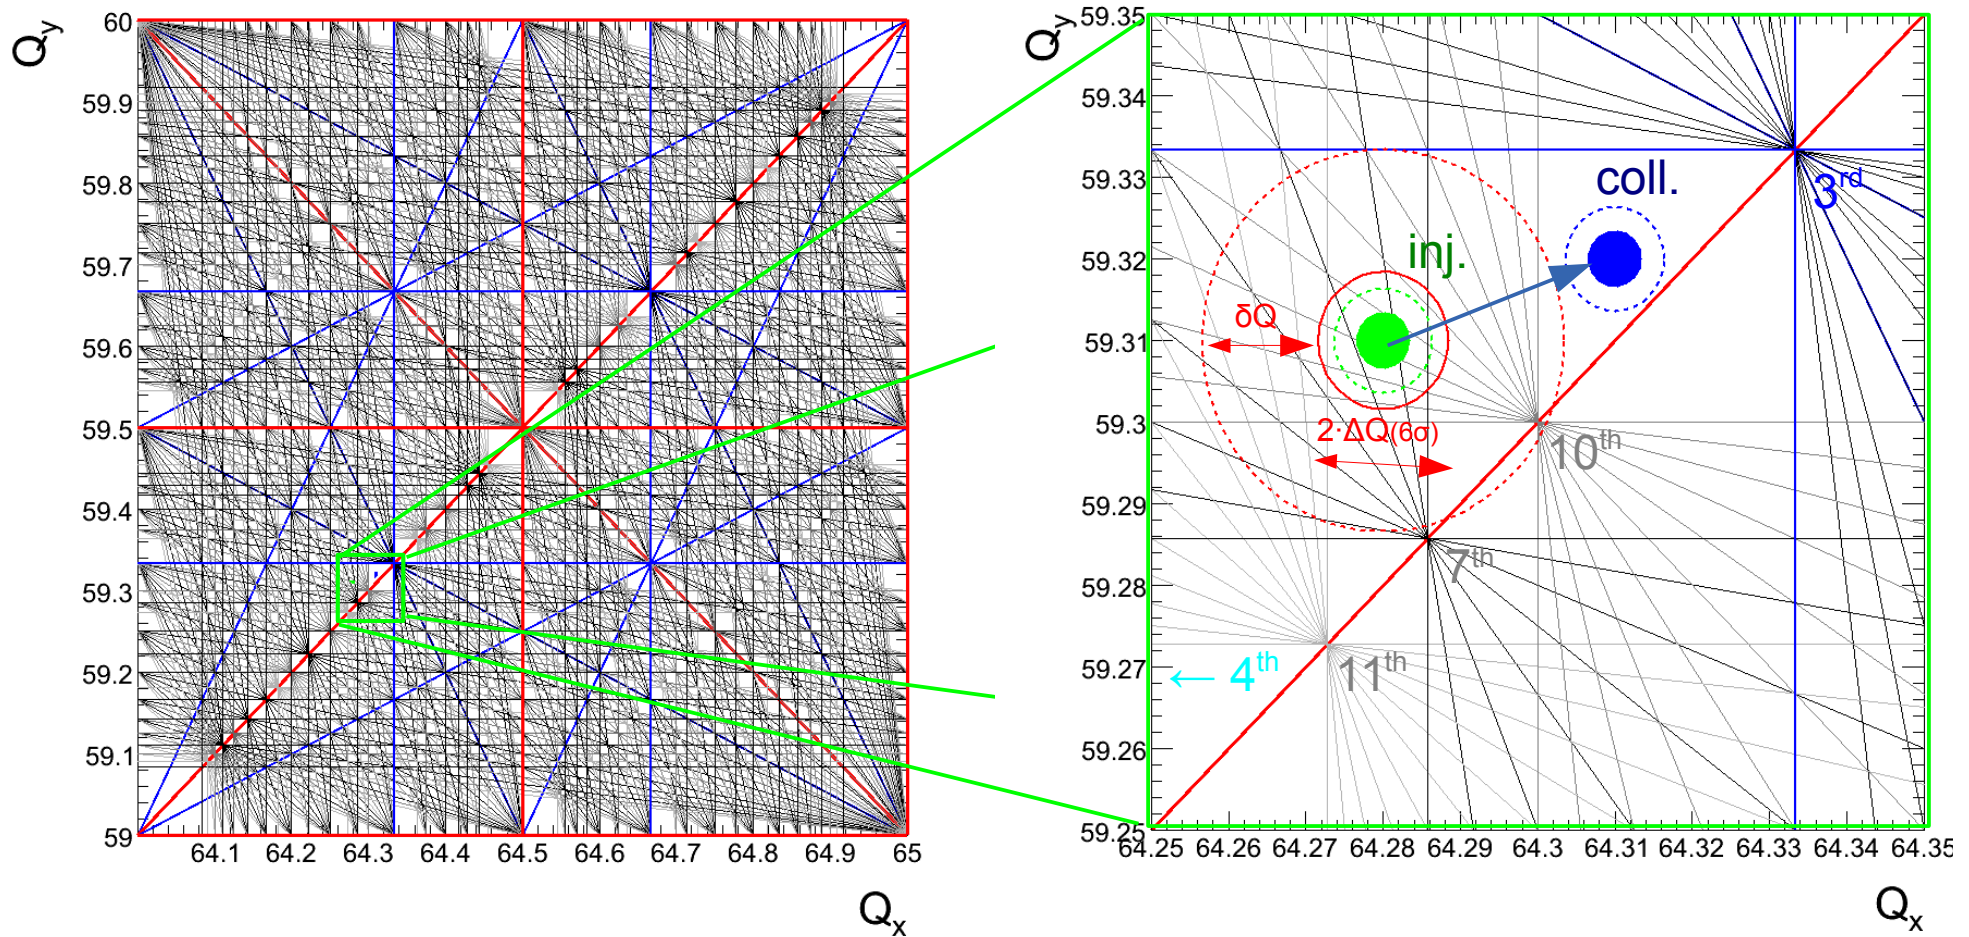 Qy
60
59.9
59.8
59.7
59.6
59.5
59.4
59.3
59.2
59.1
59
64.1 64.2 64.3 64.4 64.5 64.6 64.7 64.8 64.9 65
Qx
Qy
59.35
59.34
59.33
59.32
59.31
59.3
59.29
59.28
59.27
59.26
59.25
64.25 64.26 64.27 64.28 64.29 64.3 64.31 64.32 64.33 64.34 64.35
Qx
coll.
3rd
inj.
δQ
2·ΔQ(6σ)
10th
7th
11th
← 4th